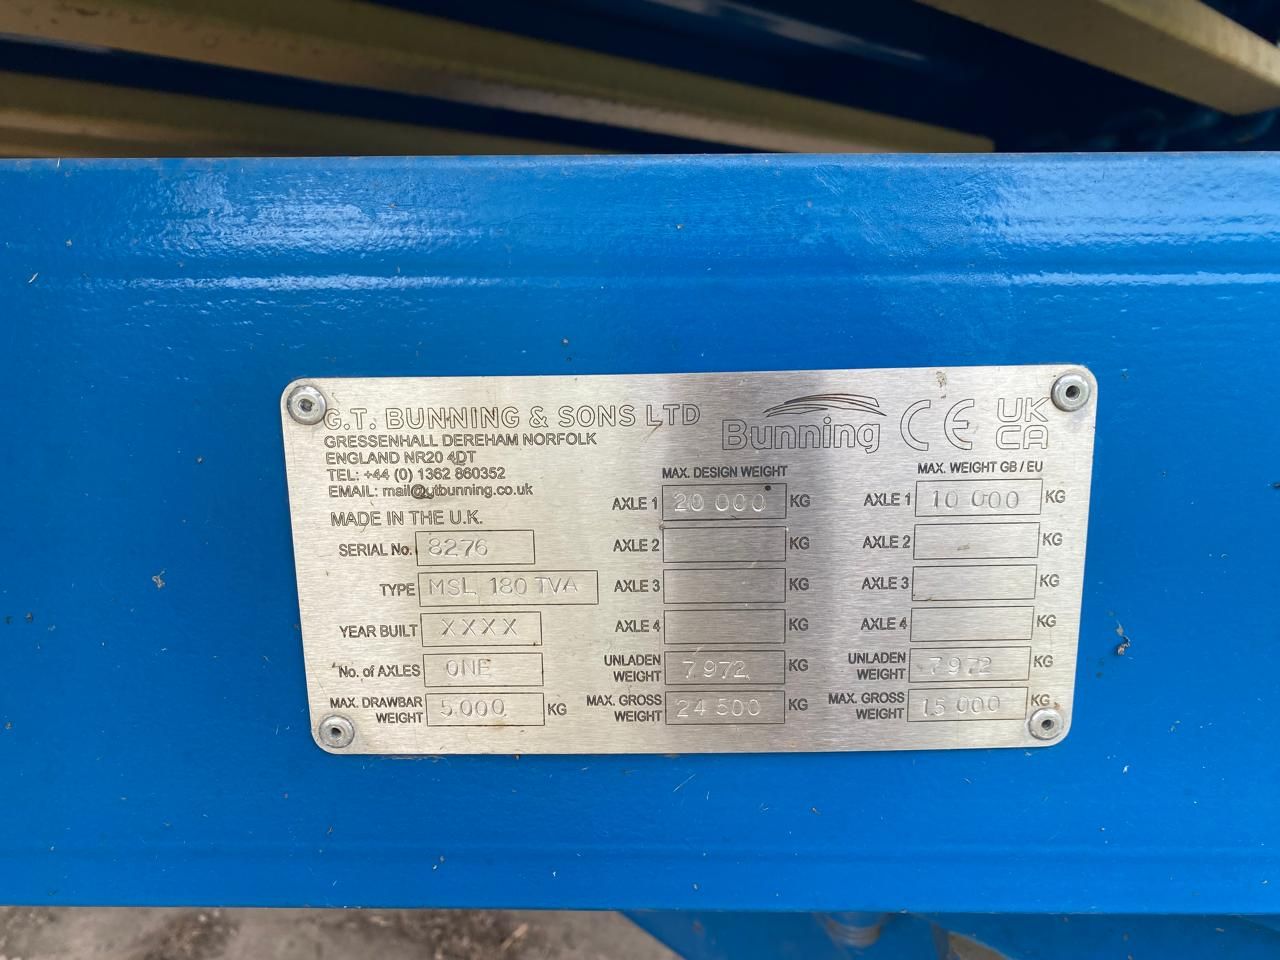 G.T. BUNNING & SONS LTD
GRESSENHALL DEREHAM NORFOLK
ENGLAND NR20 4DT
TEL: +44 (0) 1362 860352
EMAIL: mail@gtbunning.co.uk
Bunning CE UK CA
MADE IN THE U.K.
SERIAL No. 8276
TYPE MSL 180 TVA
YEAR BUILT XXXX
No. of AXLES ONE
MAX. DRAWBAR WEIGHT 5.000 KG
MAX. DESIGN WEIGHT
AXLE 1 20 000 KG
AXLE 2 KG
AXLE 3 KG
AXLE 4 KG
UNLADEN WEIGHT 7.972 KG
MAX. GROSS WEIGHT 24 500 KG
MAX. WEIGHT GB / EU
AXLE 1 10 000 KG
AXLE 2 KG
AXLE 3 KG
AXLE 4 KG
UNLADEN WEIGHT 7.972 KG
MAX. GROSS WEIGHT 15 000 KG